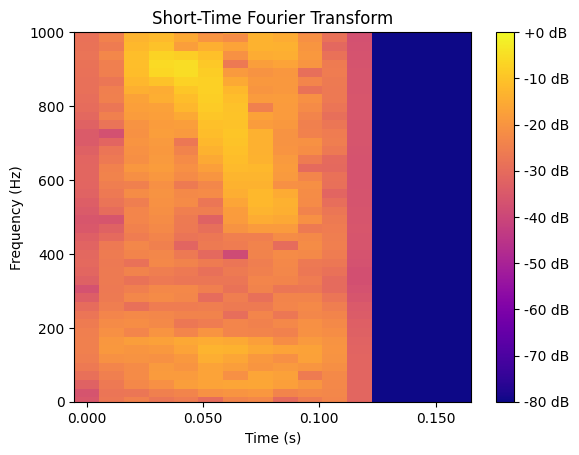 Short-Time Fourier Transform
1000
800
600
400
200
0
Frequency (Hz)
0.000
0.050
0.100
0.150
Time (s)
+0 dB
-10 dB
-20 dB
-30 dB
-40 dB
-50 dB
-60 dB
-70 dB
-80 dB